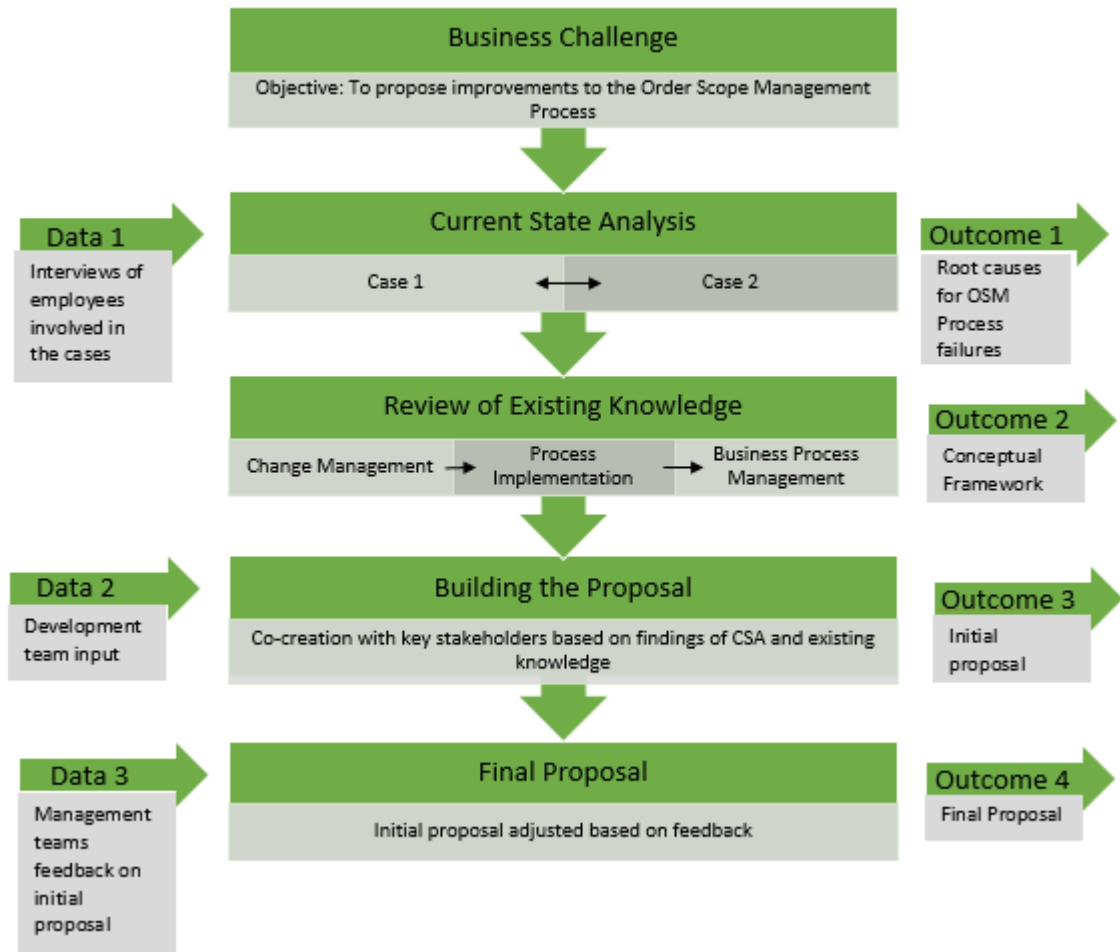 Business Challenge
Objective: To propose improvements to the Order Scope Management
Process
Data 1
Interviews of
employees
involved in
the cases
Current State Analysis
Case 1
Case 2
Outcome 1
Root causes
for OSM
Process
failures
Review of Existing Knowledge
Change Management
Process
Implementation
Business Process
Management
Outcome 2
Conceptual
Framework
Data 2
Development
team input
Building the Proposal
Co-creation with key stakeholders based on findings of CSA and existing
knowledge
Outcome 3
Initial
proposal
Data 3
Management
teams
feedback on
initial
proposal
Final Proposal
Initial proposal adjusted based on feedback
Outcome 4
Final Proposal